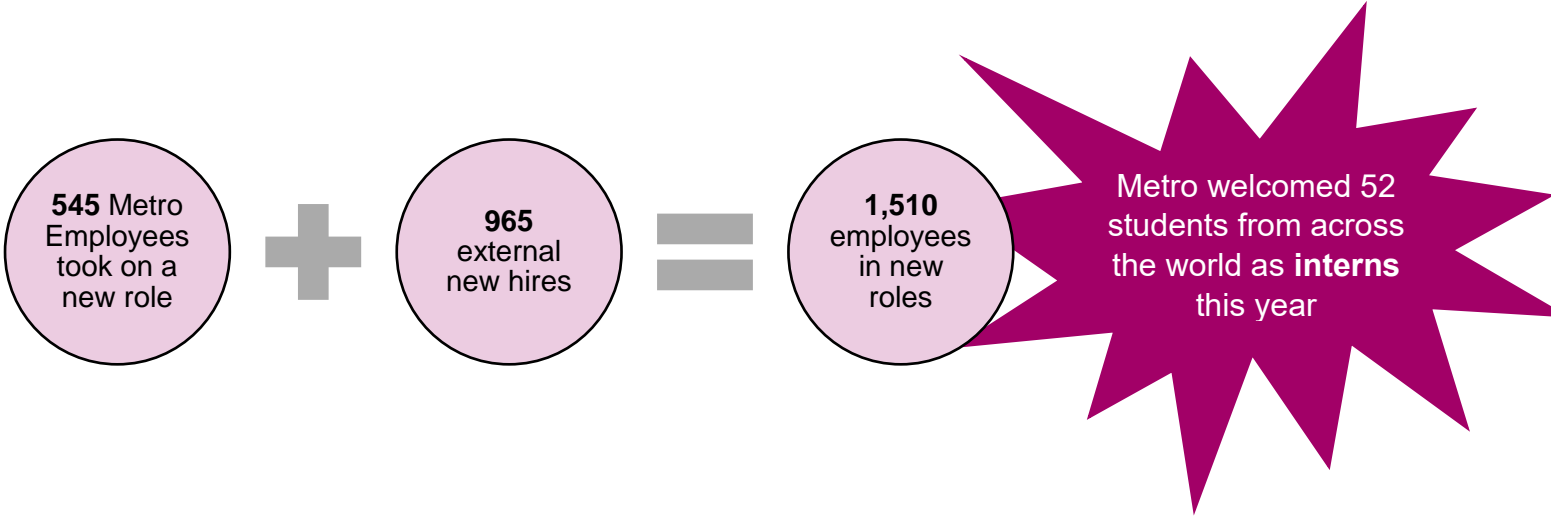 545 Metro
Employees
took on a
new role
965
external
new hires
1,510
employees
in new
roles
Metro welcomed 52
students from across
the world as interns
this year